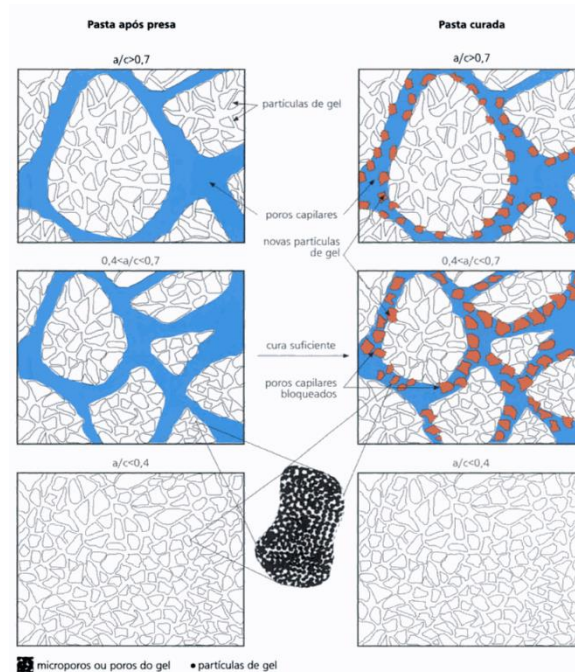 Pasta após presa
Pasta curada
a/c>0,7
a/c>0,7
partículas de gel
poros capilares
novas partículas
de gel
0,4<a/c<0,7
0,4<a/c<0,7
cura suficiente
poros capilares
bloqueados
a/c<0,4
a/c<0,4
microporos ou poros do gel
partículas de gel